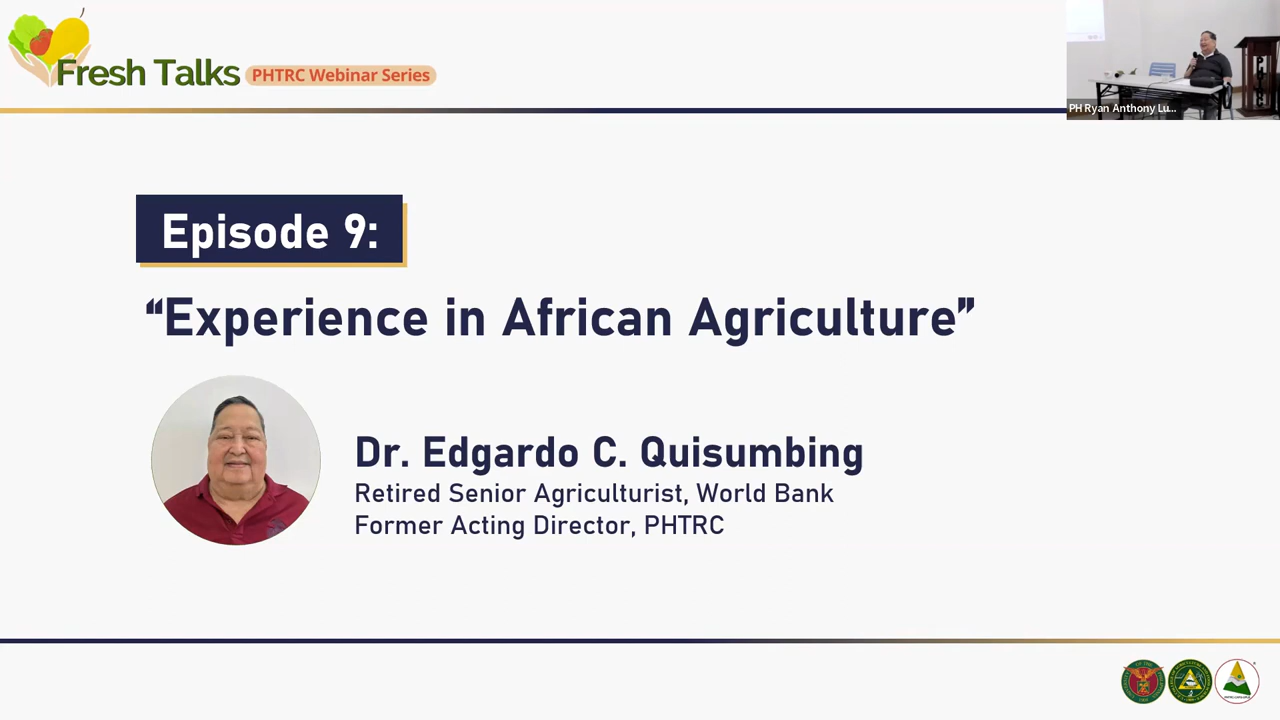 Fresh Talks
PHTRC Webinar Series
PH Ryan Anthony Lu...
Episode 9:
“Experience in African Agriculture”
Dr. Edgardo C. Quisumbing
Retired Senior Agriculturist, World Bank
Former Acting Director, PHTRC